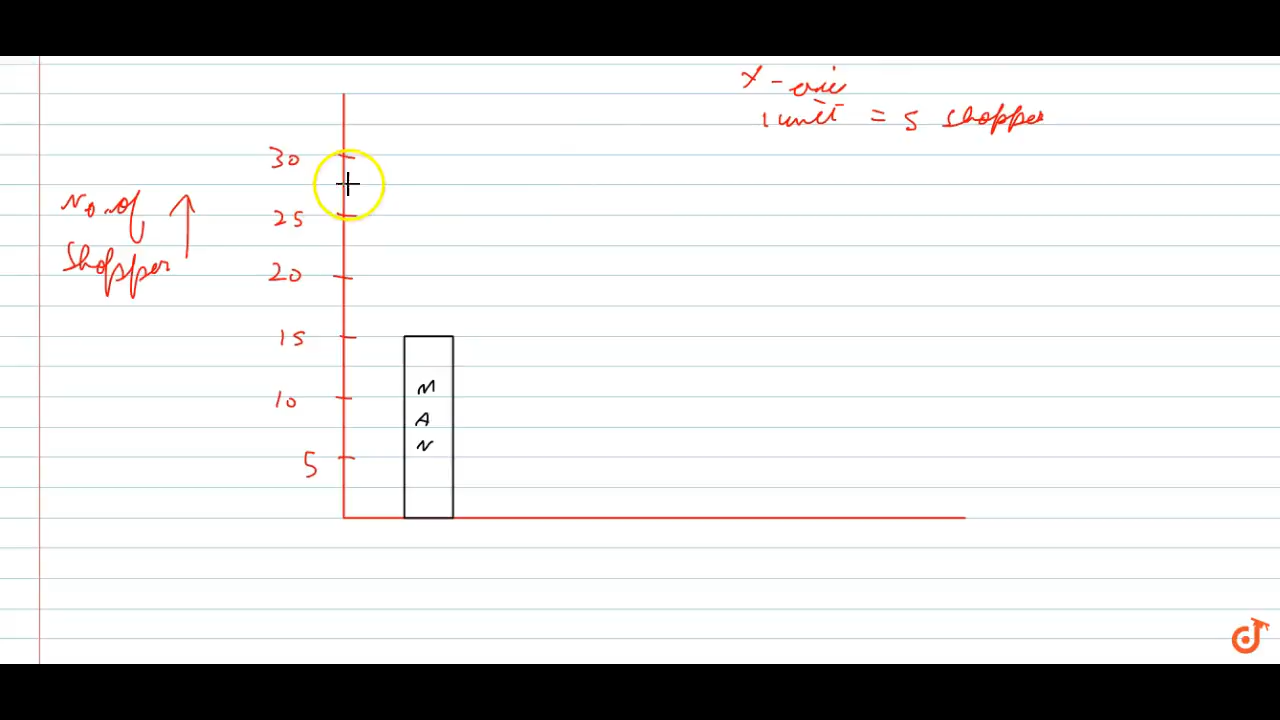 X-axis
1 unit = 5 shopper
30
No. of
25
shopper
20
15
10
5
M
A
N